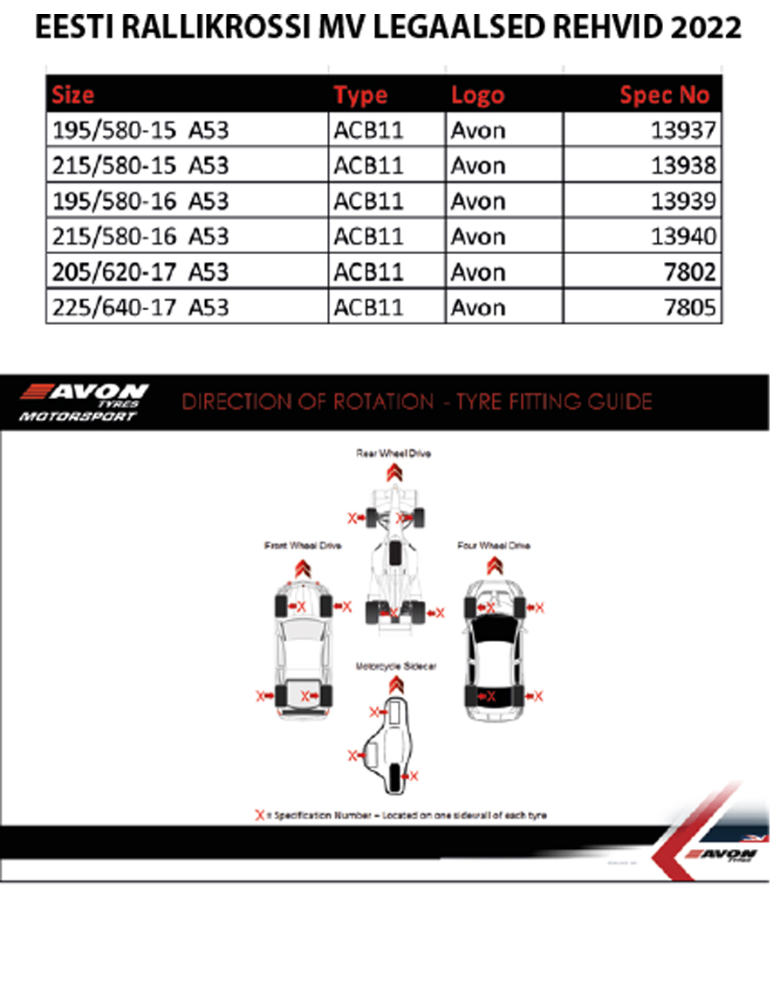 EESTI RALLIKROSSI MV LEGAALSED REHVID 2022
Size Type Logo Spec No
195/580-15 A53 ACB11 Avon 13937
215/580-15 A53 ACB11 Avon 13938
195/580-16 A53 ACB11 Avon 13939
215/580-16 A53 ACB11 Avon 13940
205/620-17 A53 ACB11 Avon 7802
225/640-17 A53 ACB11 Avon 7805
AVON
TYRES
MOTORSPORT
DIRECTION OF ROTATION - TYRE FITTING GUIDE
Rear Wheel Drive
X X
Front Wheel Drive
Four Wheel Drive
X X
X X
X X
Motorcycle Sidecar
X X
X X
X
X
X
X = Specification Number – Located on one sidewall of each tyre
AVON
TYRES